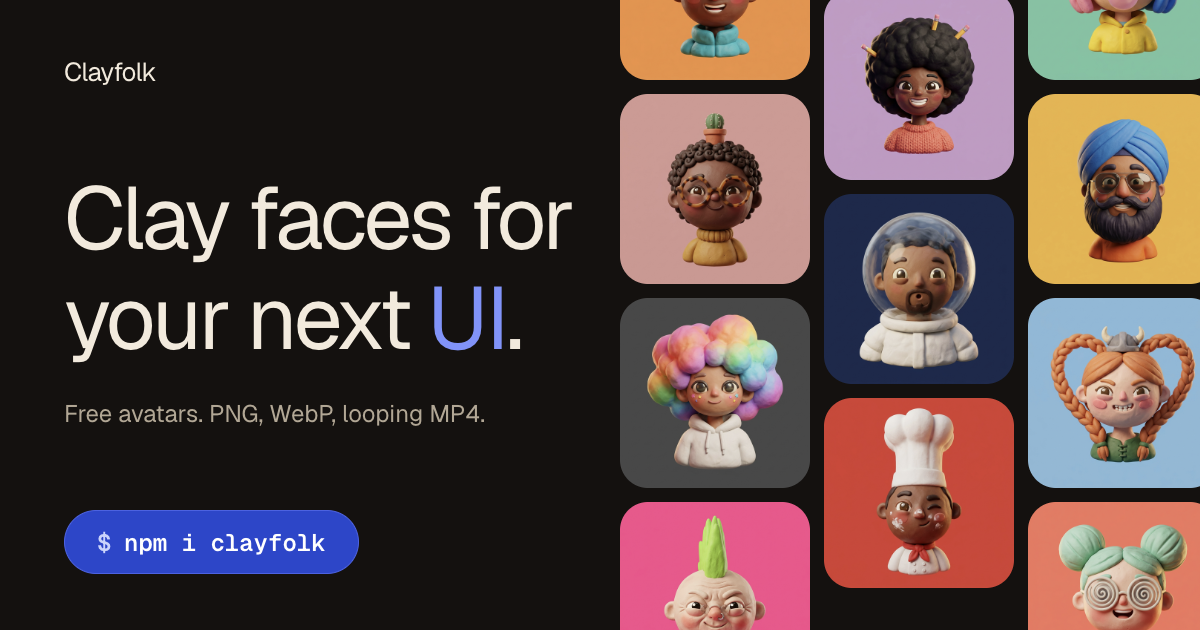 Clayfolk
Clay faces for
your next UI.
Free avatars. PNG, WebP, looping MP4.
$ npm i clayfolk